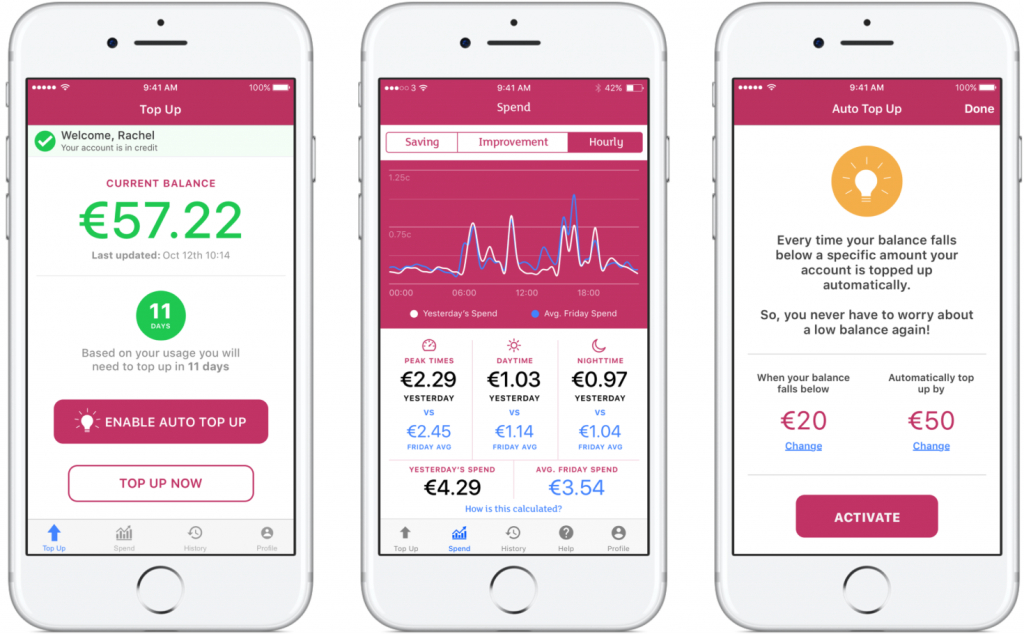 9:41 AM
100%
Top Up
Welcome, Rachel
Your account is in credit
CURRENT BALANCE
€57.22
Last updated: Oct 12th 10:14
11
DAYS
Based on your usage you will
need to top up in 11 days
ENABLE AUTO TOP UP
TOP UP NOW
Top Up Spend History Profile
3 9:41 AM 42%
Spend
Saving Improvement Hourly
1.25c
0.75c
00:00 06:00 12:00 18:00
Yesterday's Spend Avg. Friday Spend
PEAK TIMES DAYTIME NIGHTTIME
€2.29 €1.03 €0.97
YESTERDAY YESTERDAY YESTERDAY
VS VS VS
€2.45 €1.14 €1.04
FRIDAY AVG FRIDAY AVG FRIDAY AVG
YESTERDAY'S SPEND AVG. FRIDAY SPEND
€4.29 €3.54
How is this calculated?
Top Up Spend History Help Profile
9:41 AM 100%
Auto Top Up Done
Every time your balance falls
below a specific amount your
account is topped up
automatically.
So, you never have to worry about
a low balance again!
When your balance
falls below
€20
Change
Automatically top
up by
€50
Change
ACTIVATE